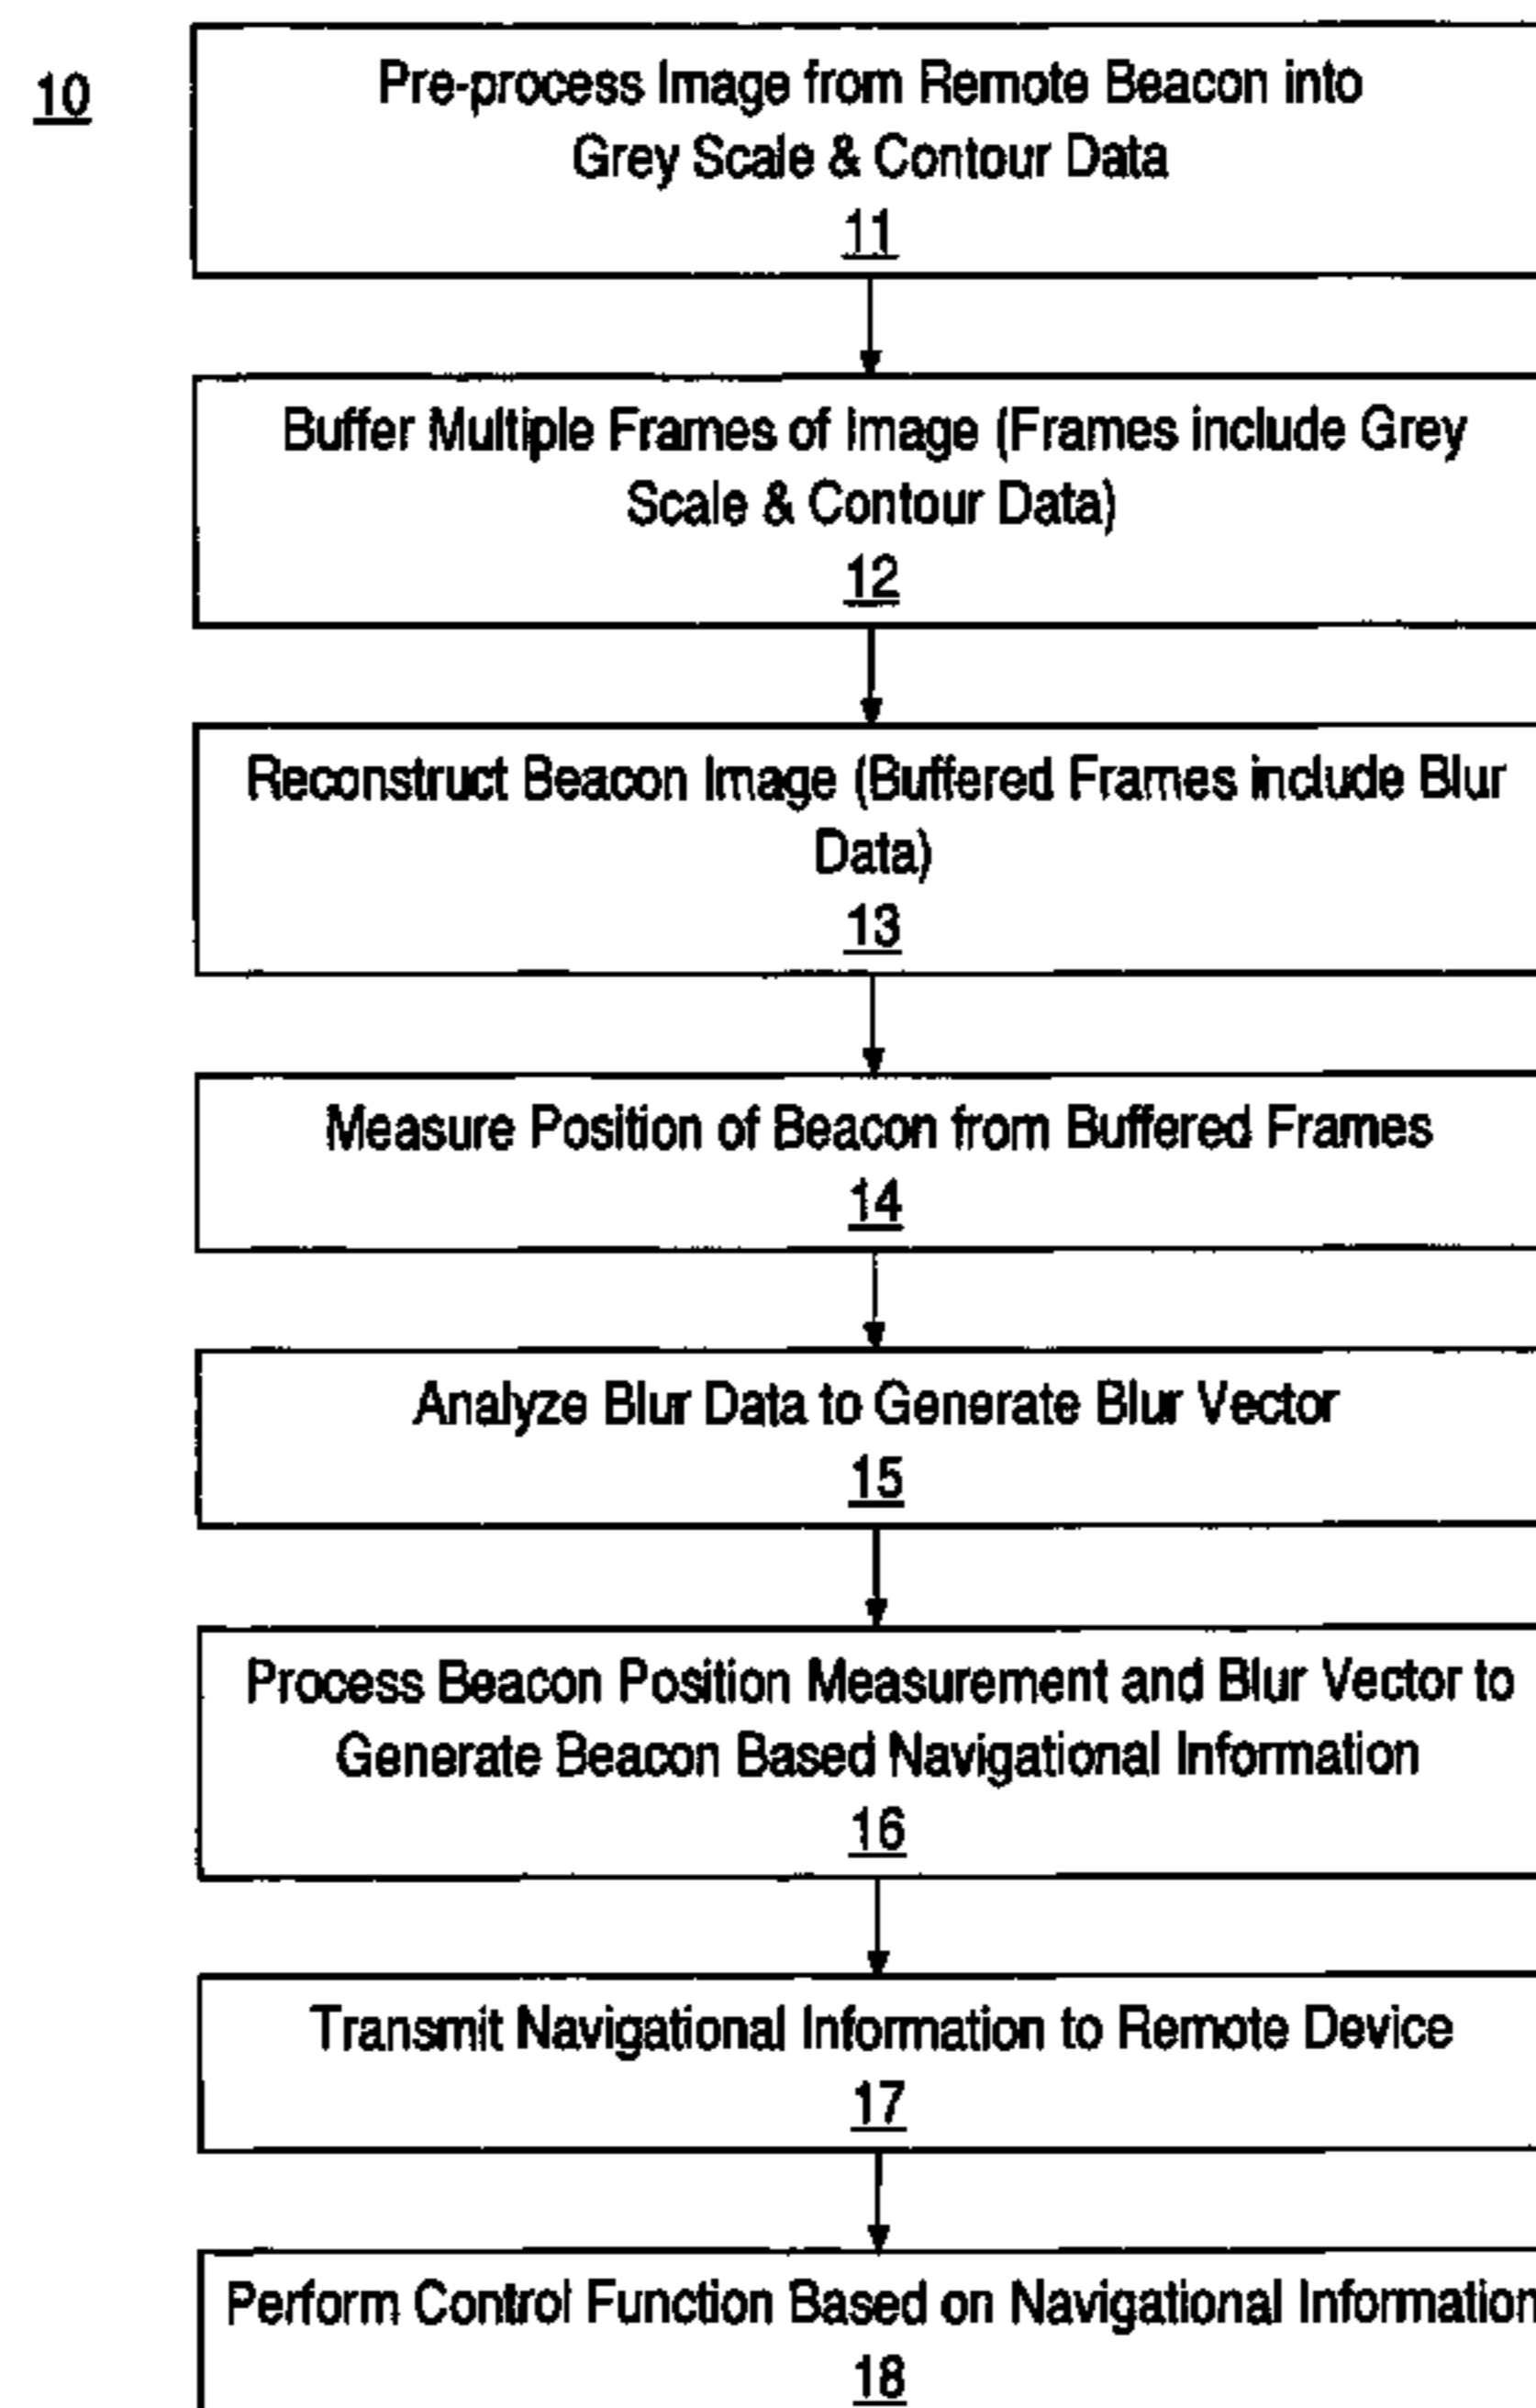 10
Pre-process Image from Remote Beacon into
Grey Scale & Contour Data
11
Buffer Multiple Frames of Image (Frames include Grey
Scale & Contour Data)
12
Reconstruct Beacon Image (Buffered Frames include Blur
Data)
13
Measure Position of Beacon from Buffered Frames
14
Analyze Blur Data to Generate Blur Vector
15
Process Beacon Position Measurement and Blur Vector to
Generate Beacon Based Navigational Information
16
Transmit Navigational Information to Remote Device
17
Perform Control Function Based on Navigational Information
18